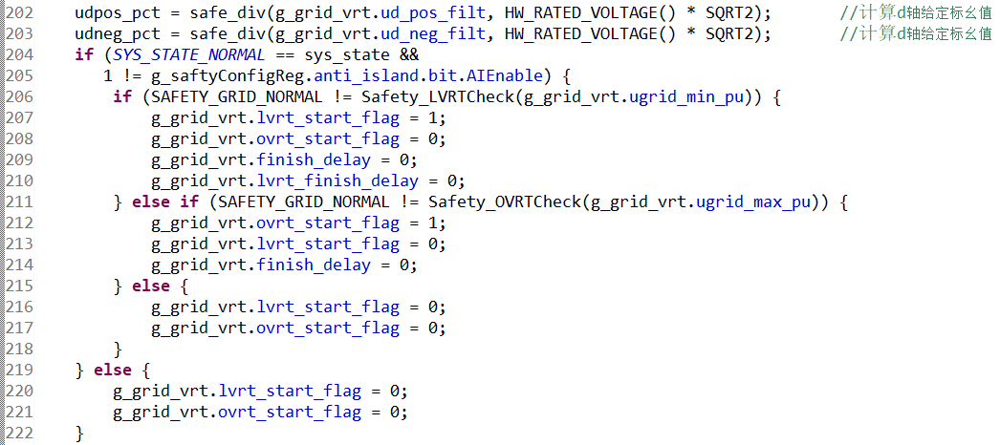 202 udpos_pct = safe_div(g_grid_vrt.ud_pos_filt, HW_RATED_VOLTAGE() * SQRT2); //计算d轴给定标幺值
203 udneg_pct = safe_div(g_grid_vrt.ud_neg_filt, HW_RATED_VOLTAGE() * SQRT2); //计算d轴给定标幺值
204 if (SYS_STATE_NORMAL == sys_state &&
205 1 != g_saftyConfigReg.anti_island.bit.AIEnable) {
206 if (SAFETY_GRID_NORMAL != Safety_LVRTCheck(g_grid_vrt.ugrid_min_pu)) {
207 g_grid_vrt.lvrt_start_flag = 1;
208 g_grid_vrt.ovrt_start_flag = 0;
209 g_grid_vrt.finish_delay = 0;
210 g_grid_vrt.lvrt_finish_delay = 0;
211 } else if (SAFETY_GRID_NORMAL != Safety_OVRTCheck(g_grid_vrt.ugrid_max_pu)) {
212 g_grid_vrt.ovrt_start_flag = 1;
213 g_grid_vrt.lvrt_start_flag = 0;
214 g_grid_vrt.finish_delay = 0;
215 } else {
216 g_grid_vrt.lvrt_start_flag = 0;
217 g_grid_vrt.ovrt_start_flag = 0;
218 }
219 } else {
220 g_grid_vrt.lvrt_start_flag = 0;
221 g_grid_vrt.ovrt_start_flag = 0;
222 }